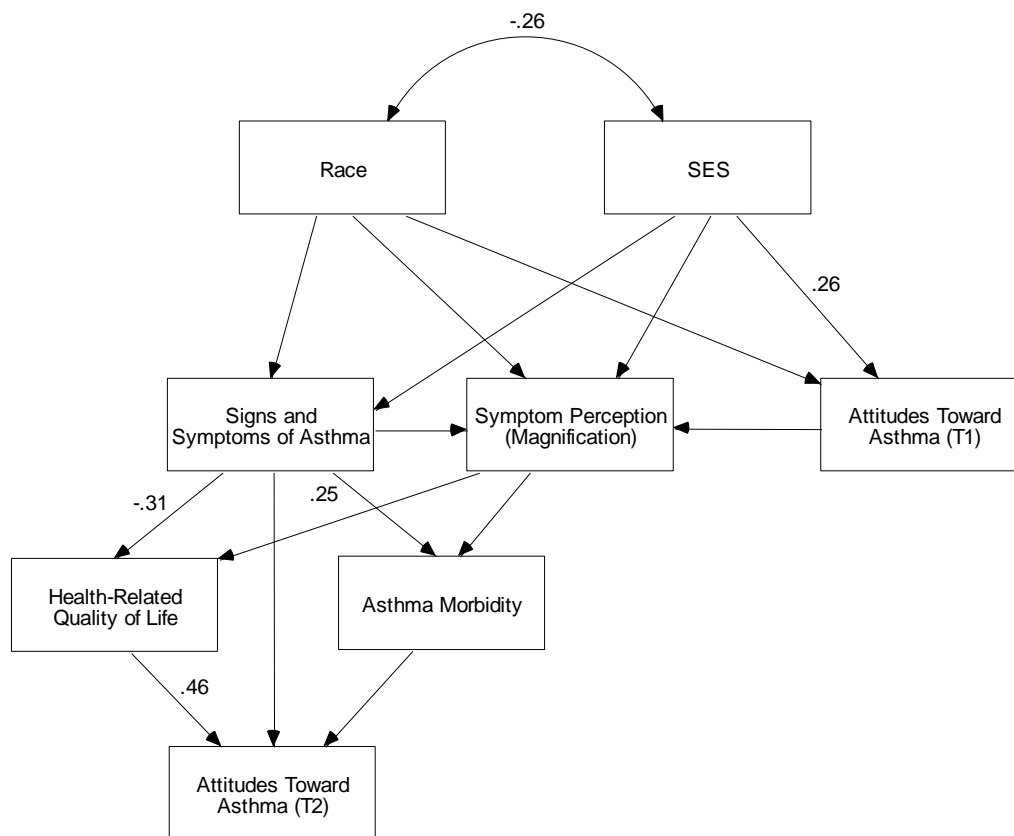 -.26
Race
SES
.26
Signs and
Symptoms of Asthma
Symptom Perception
(Magnification)
Attitudes Toward
Asthma (T1)
-.31
.25
Health-Related
Quality of Life
Asthma Morbidity
.46
Attitudes Toward
Asthma (T2)